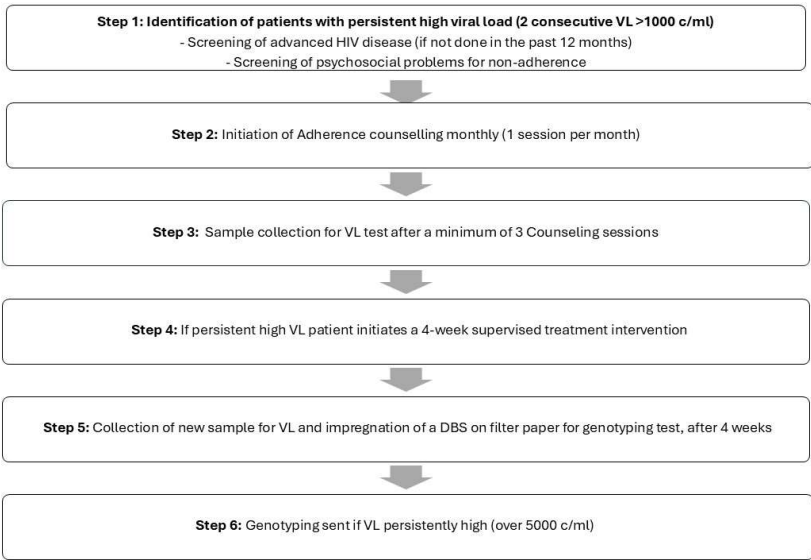 Step 1: Identification of patients with persistent high viral load (2 consecutive VL >1000 c/ml)
- Screening of advanced HIV disease (if not done in the past 12 months)
- Screening of psychosocial problems for non-adherence
Step 2: Initiation of Adherence counselling monthly (1 session per month)
Step 3: Sample collection for VL test after a minimum of 3 Counseling sessions
Step 4: If persistent high VL patient initiates a 4-week supervised treatment intervention
Step 5: Collection of new sample for VL and impregnation of a DBS on filter paper for genotyping test, after 4 weeks
Step 6: Genotyping sent if VL persistently high (over 5000 c/ml)